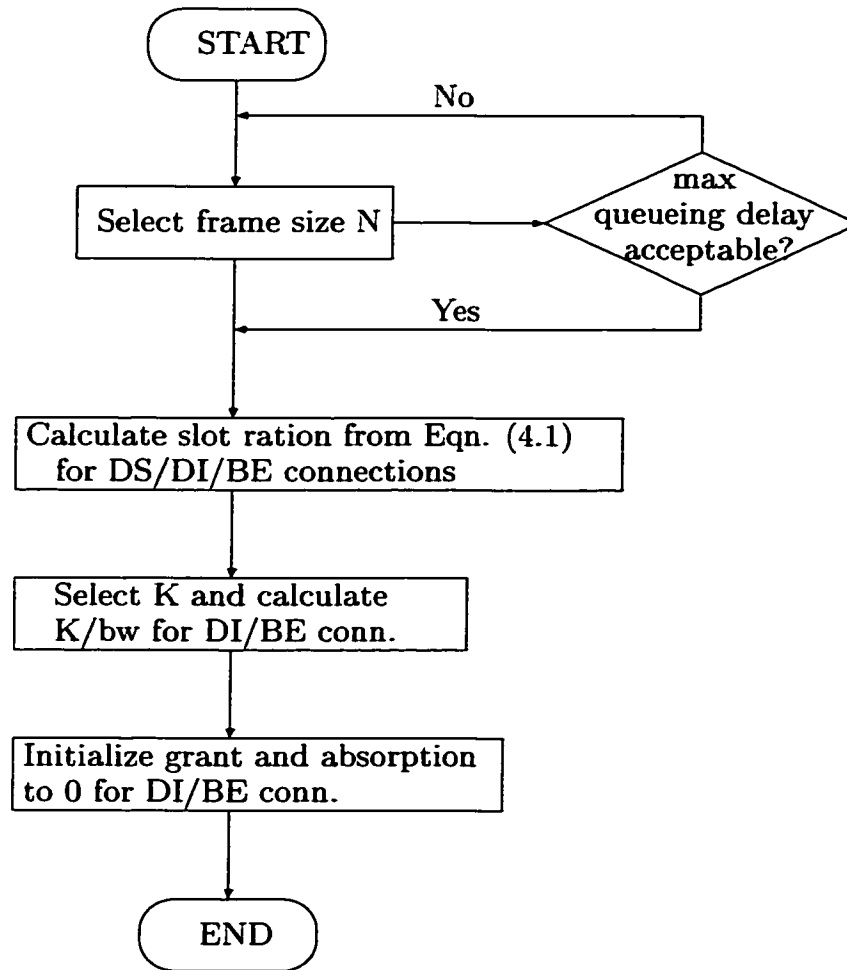 START
No
max
queueing delay
acceptable?
Select frame size N
Yes
Calculate slot ration from Eqn. (4.1)
for DS/DI/BE connections
Select K and calculate
K/bw for DI/BE conn.
Initialize grant and absorption
to 0 for DI/BE conn.
END